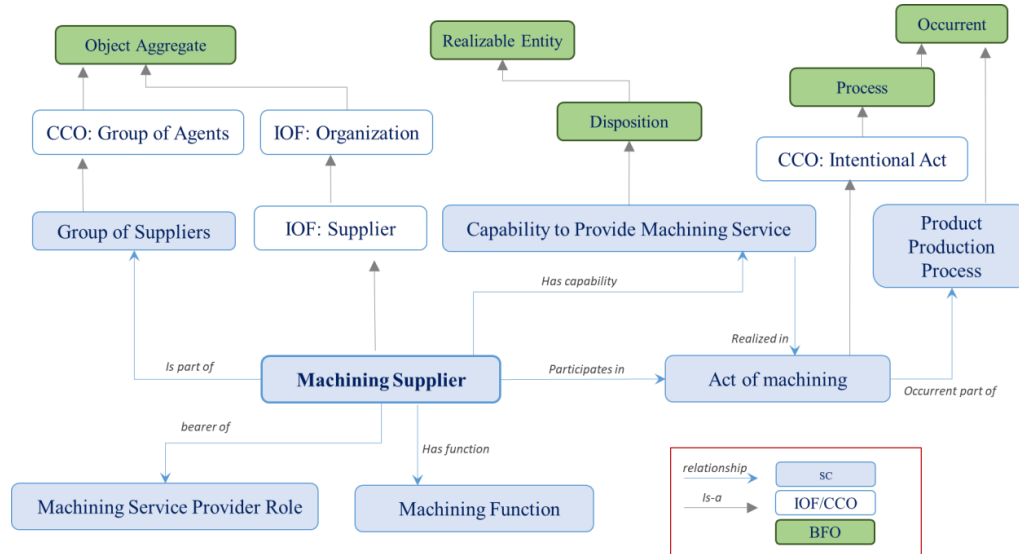 Occurrent
Object Aggregate
Realizable Entity
Process
Disposition
CCO: Group of Agents
IOF: Organization
CCO: Intentional Act
Group of Suppliers
IOF: Supplier
Capability to Provide Machining Service
Product
Production
Process
Has capability
Realized in
Is part of
Machining Supplier
Participates in
Act of machining
Occurrent part of
bearer of
Has function
Machining Service Provider Role
Machining Function
relationship
SC
Is-a
IOF/CCO
BFO